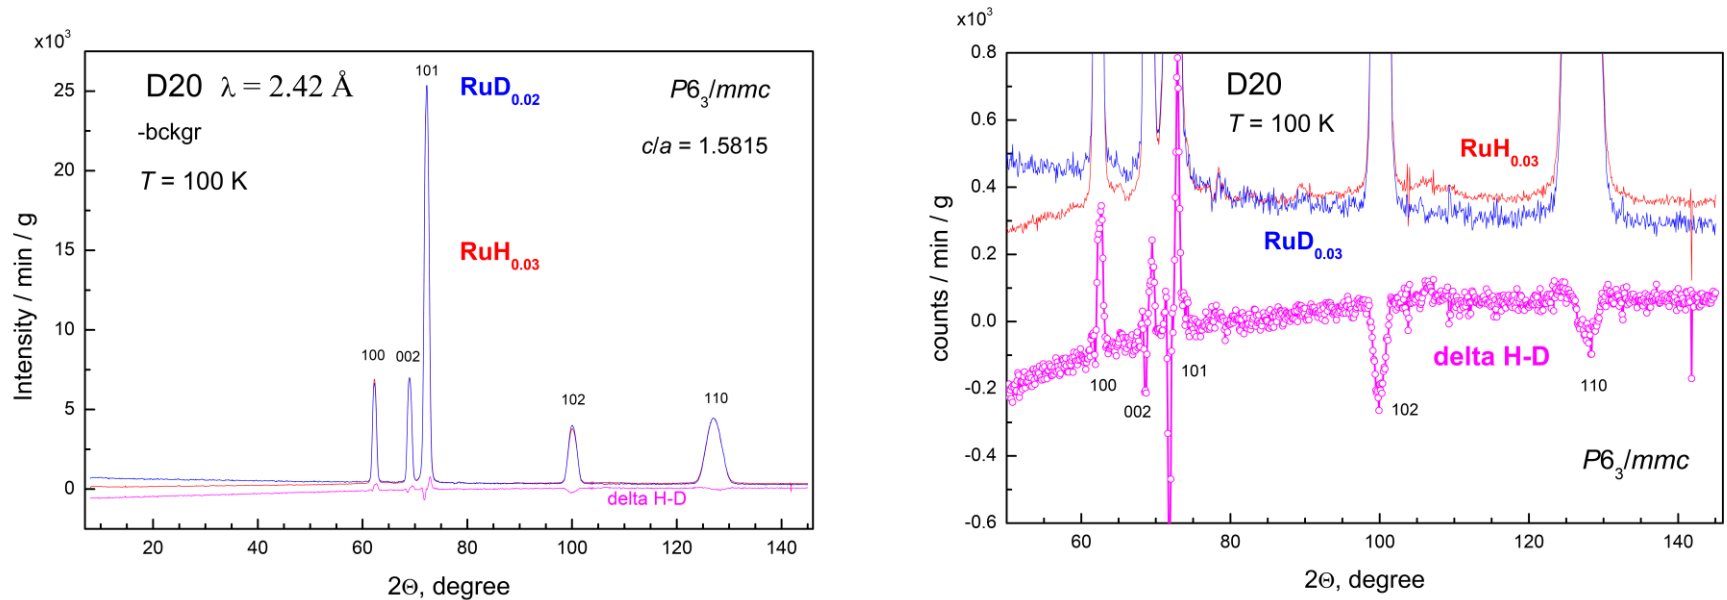 x10³
D20 λ = 2.42 Å
-bckgr
T = 100 K
101
RuD0.02
RuH0.03
P6₃/mmc
c/a = 1.5815
100
002
102
110
delta H-D
25
20
15
10
5
0
Intensity / min / g
20
40
60
80
100
120
140
2Θ, degree
x10³
D20
T = 100 K
RuH0.03
RuD0.03
delta H-D
100
002
101
102
110
P6₃/mmc
0.8
0.6
0.4
0.2
0.0
-0.2
-0.4
-0.6
counts / min / g
60
80
100
120
140
2Θ, degree